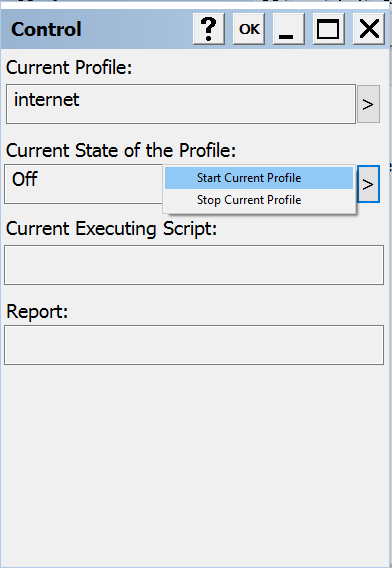 Control ? OK
Current Profile:
internet >
Current State of the Profile:
Off >
Start Current Profile
Stop Current Profile
Current Executing Script:
Report: